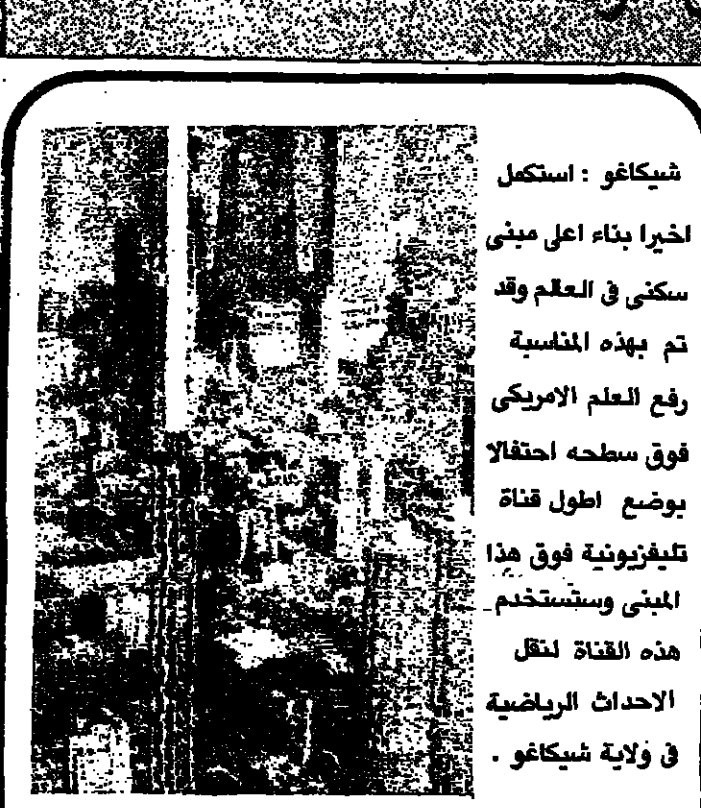 شيكاغو : استكمل
اخيرا بناء اعلى مبنى
سكنى فى العالم وقد
تم بهذه المناسبة
رفع العلم الامريكى
فوق سطحه احتفالا
بوضع اطول قناة
تليفزيونية فوق هذا
المبنى وستستخدم
هذه القناة لنقل
الاحداث الرياضية
فى ولاية شيكاغو .